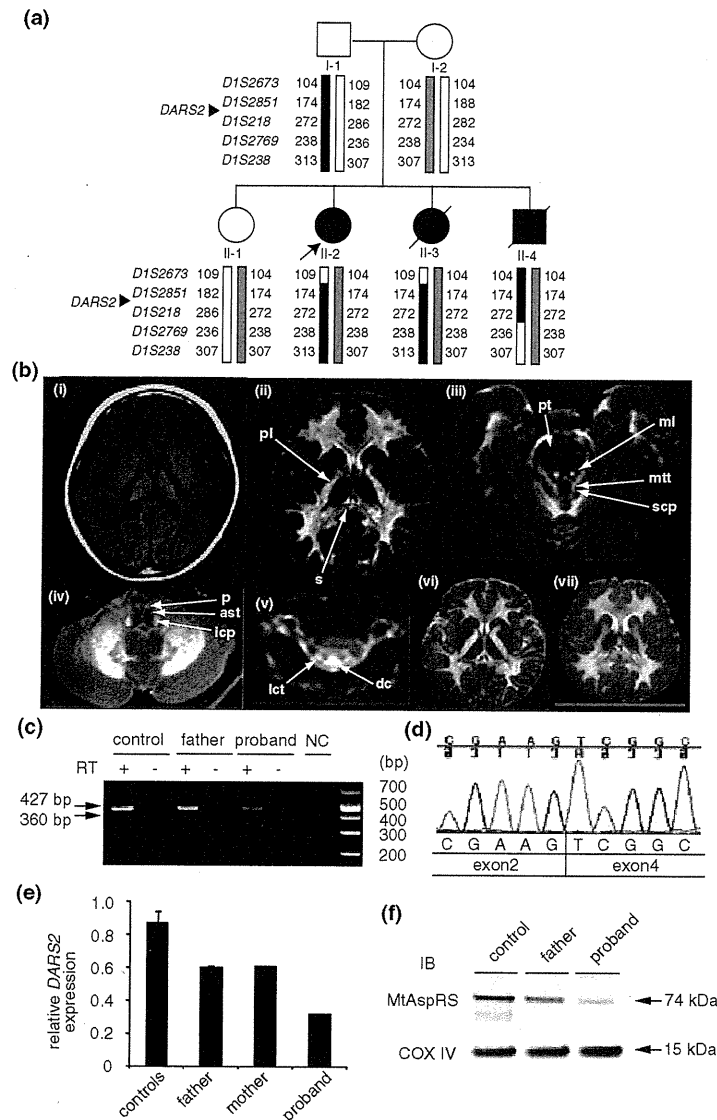 (a)
I-1 I-2
D1S2673 104 109 104 104
D1S2851 174 182 174 188
DARS2
D1S218 272 286 272 282
D1S2769 238 236 238 234
D1S238 313 307 307 313
II-1 II-2 II-3 II-4
D1S2673 109 104 109 104 109 104 104 104
D1S2851 182 174 174 174 174 174 174 174
DARS2
D1S218 286 272 272 272 272 272 272 272
D1S2769 236 238 238 238 238 238 236 238
D1S238 307 307 313 307 313 307 307 307
(b)
(i) (ii) (iii)
pl
s
pt
ml
mtt
scp
(iv) (v) (vi) (vii)
p
ast
icp
lct
dc
(c)
control father proband NC
RT + - + - + -
427 bp
360 bp
(bp)
700
500
400
300
200
(d)
C G A A G T C G G C
C G A A G T C G G C
exon2 exon4
(e)
relative DARS2
expression
1.0
0.8
0.6
0.4
0.2
0
controls
father
mother
proband
(f)
IB
control
father
proband
MtAspRS 74 kDa
COX IV 15 kDa